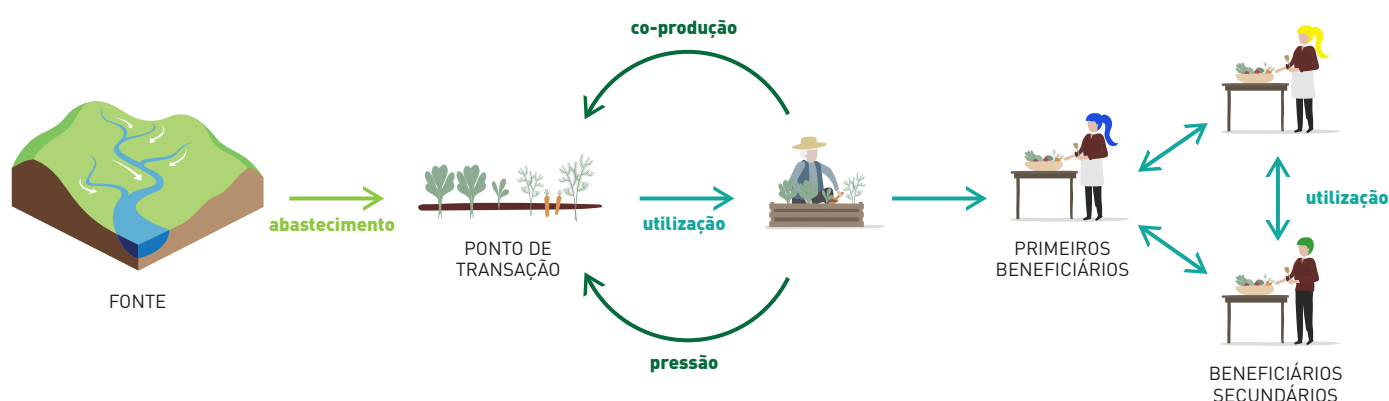 co-produção
abastecimento
utilização
utilização
PONTO DE
TRANSAÇÃO
PRIMEIROS
BENEFICIÁRIOS
FONTE
pressão
BENEFICIÁRIOS
SECUNDÁRIOS